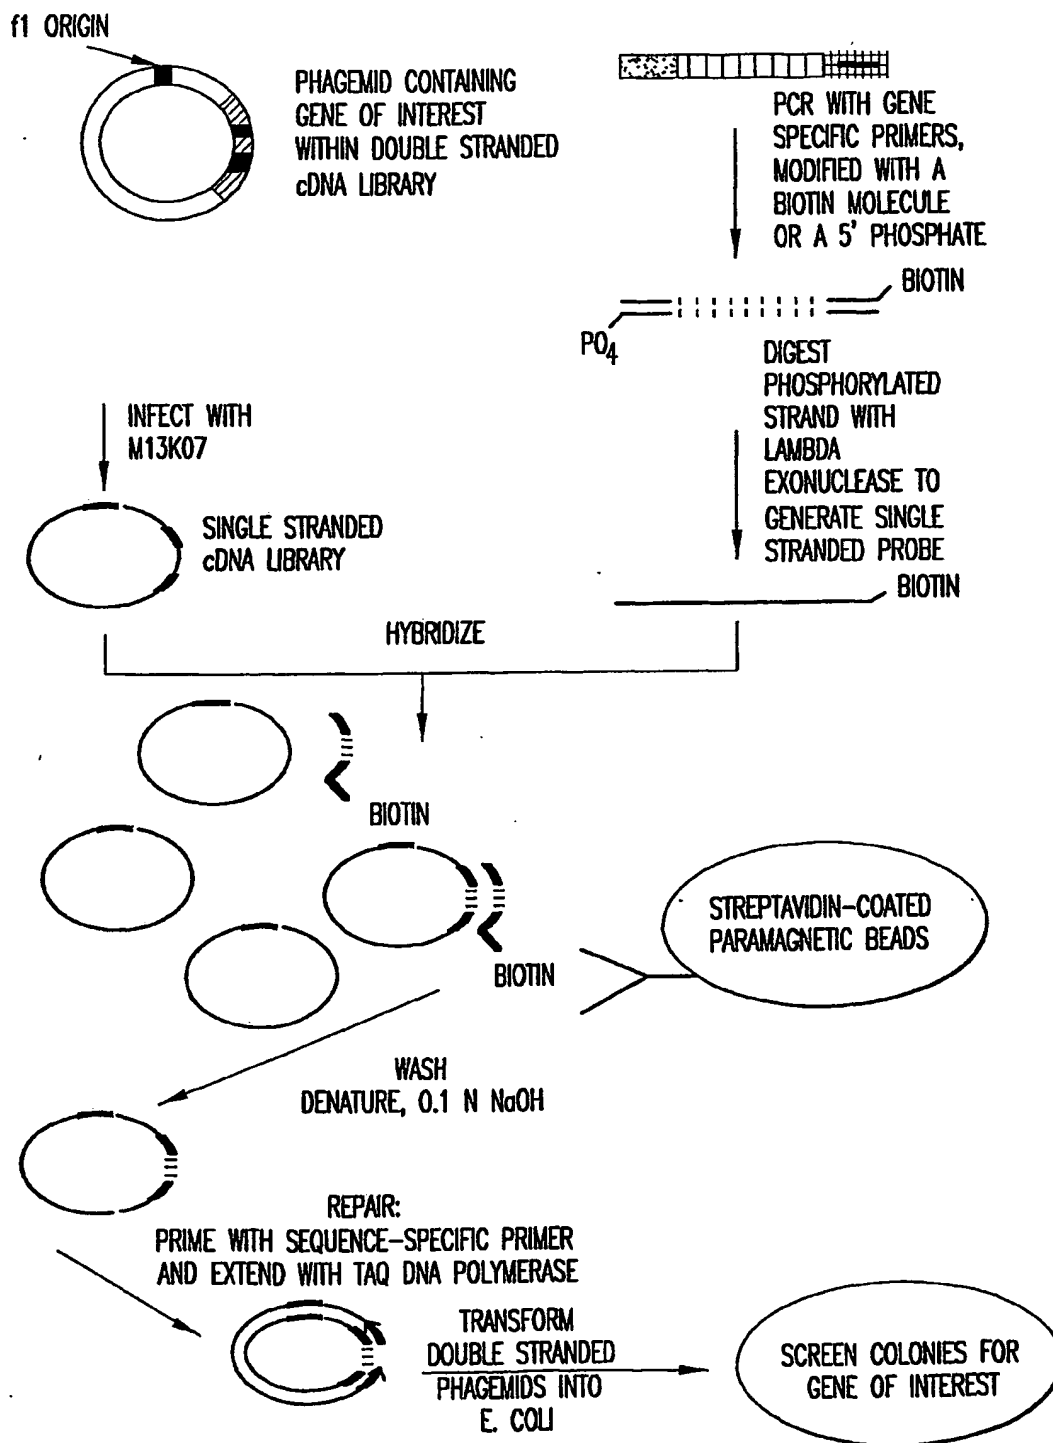 f1 ORIGIN
PHAGEMID CONTAINING
GENE OF INTEREST
WITHIN DOUBLE STRANDED
cDNA LIBRARY
PCR WITH GENE
SPECIFIC PRIMERS,
MODIFIED WITH A
BIOTIN MOLECULE
OR A 5' PHOSPHATE
BIOTIN
PO4
DIGEST
PHOSPHORYLATED
STRAND WITH
LAMBDA
EXONUCLEASE TO
GENERATE SINGLE
STRANDED PROBE
BIOTIN
INFECT WITH
M13K07
SINGLE STRANDED
cDNA LIBRARY
HYBRIDIZE
BIOTIN
BIOTIN
STREPTAVIDIN-COATED
PARAMAGNETIC BEADS
WASH
DENATURE, 0.1 N NaOH
REPAIR:
PRIME WITH SEQUENCE-SPECIFIC PRIMER
AND EXTEND WITH TAQ DNA POLYMERASE
TRANSFORM
DOUBLE STRANDED
PHAGEMIDS INTO
E. COLI
SCREEN COLONIES FOR
GENE OF INTEREST